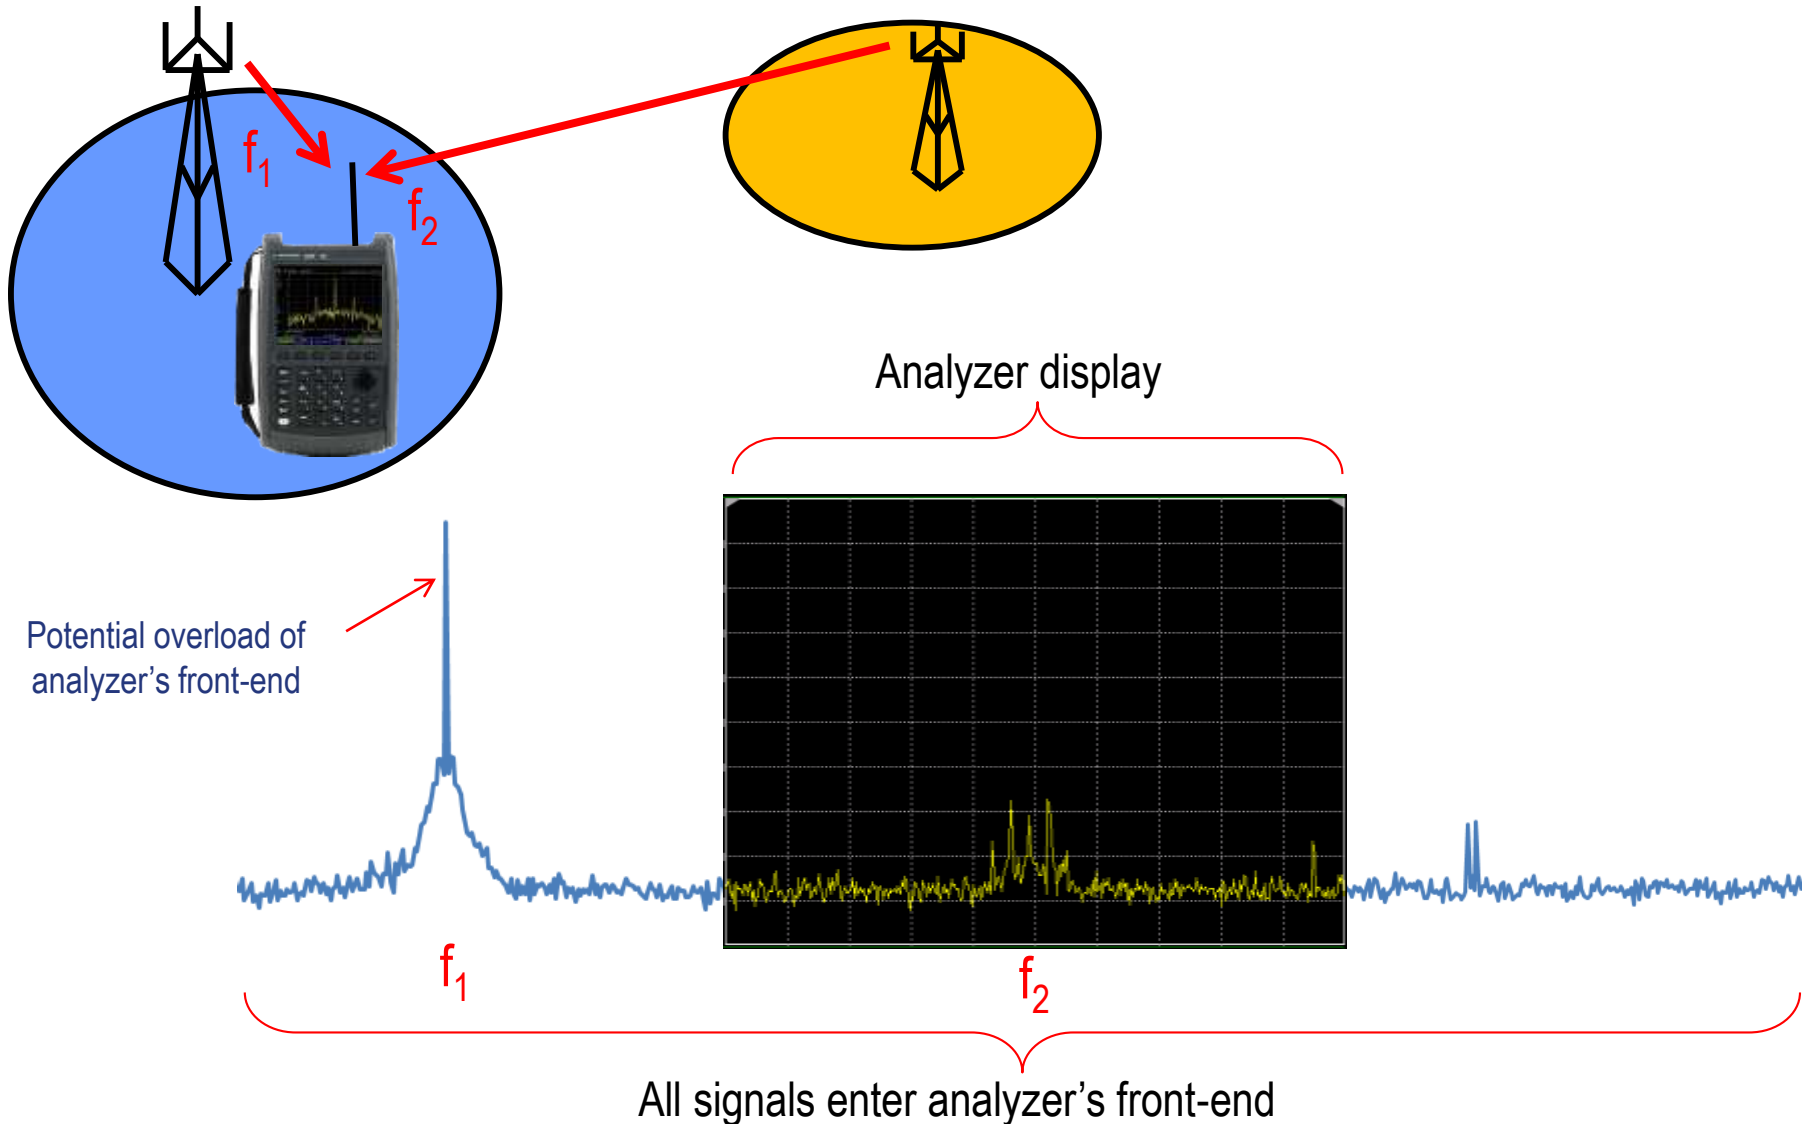 f1
f2
Analyzer display
Potential overload of
analyzer’s front-end
f1
f2
All signals enter analyzer’s front-end